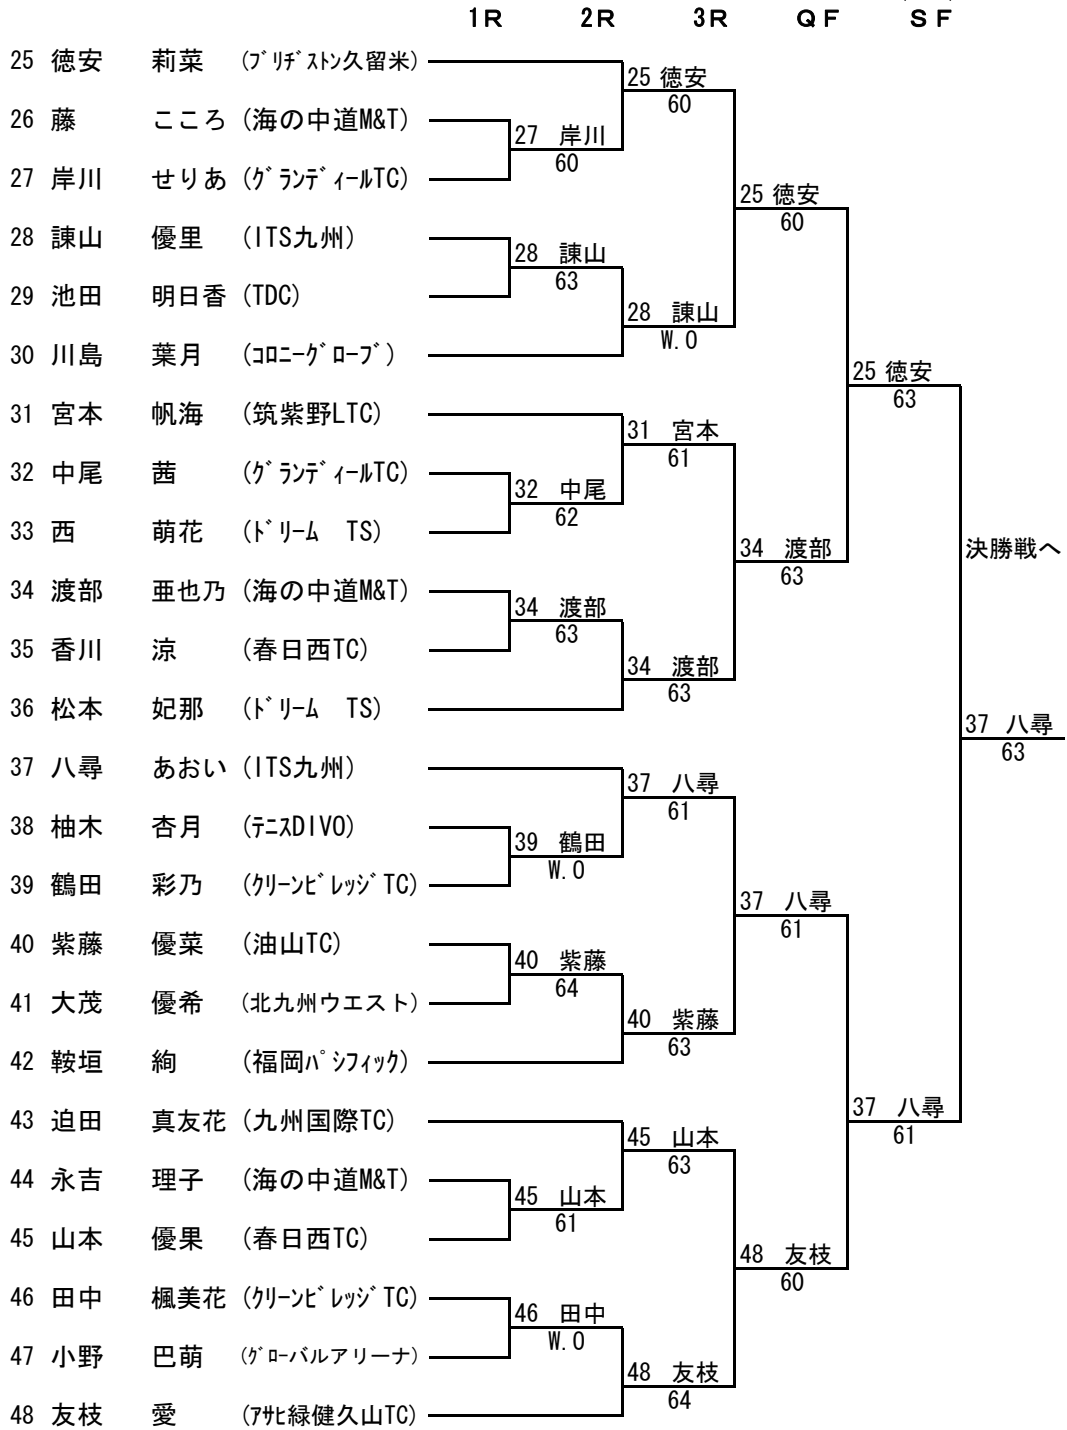 1R 2R 3R QF SF
25 徳安 莉菜 (ﾌﾞﾘﾁﾞｽﾄﾝ久留米)
25 徳安
60
26 藤 こころ (海の中道M&T)
27 岸川
60
27 岸川 せりあ (ｸﾞﾗﾝﾃﾞｨｰﾙTC)
25 徳安
60
28 諌山 優里 (ITS九州)
28 諌山
63
29 池田 明日香 (TDC)
28 諌山
W.O
30 川島 葉月 (ｺﾛﾆｰｸﾞﾛｰﾌﾞ)
25 徳安
63
31 宮本 帆海 (筑紫野LTC)
31 宮本
61
32 中尾 茜 (ｸﾞﾗﾝﾃﾞｨｰﾙTC)
32 中尾
62
33 西 萌花 (ﾄﾞﾘｰﾑ TS)
34 渡部
63
決勝戦へ
34 渡部 亜也乃 (海の中道M&T)
34 渡部
63
35 香川 涼 (春日西TC)
34 渡部
63
36 松本 妃那 (ﾄﾞﾘｰﾑ TS)
37 八尋
63
37 八尋 あおい (ITS九州)
37 八尋
61
38 柚木 杏月 (ﾃﾆｽDIVO)
39 鶴田
W.O
39 鶴田 彩乃 (ｸﾘｰﾝﾋﾞﾚｯｼﾞTC)
37 八尋
61
40 紫藤 優菜 (油山TC)
40 紫藤
64
41 大茂 優希 (北九州ウエスト)
40 紫藤
63
42 鞍垣 絢 (福岡ﾊﾟｼﾌｨｯｸ)
37 八尋
61
43 迫田 真友花 (九州国際TC)
45 山本
63
44 永吉 理子 (海の中道M&T)
45 山本
61
45 山本 優果 (春日西TC)
48 友枝
60
46 田中 楓美花 (ｸﾘｰﾝﾋﾞﾚｯｼﾞTC)
46 田中
W.O
47 小野 巴萌 (ｸﾞﾛｰバルアリーナ)
48 友枝
64
48 友枝 愛 (ｱｻﾋ緑健久山TC)